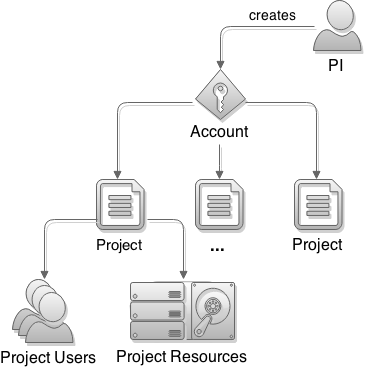 creates
PI
Account
Project
...
Project
Project Users
Project Resources